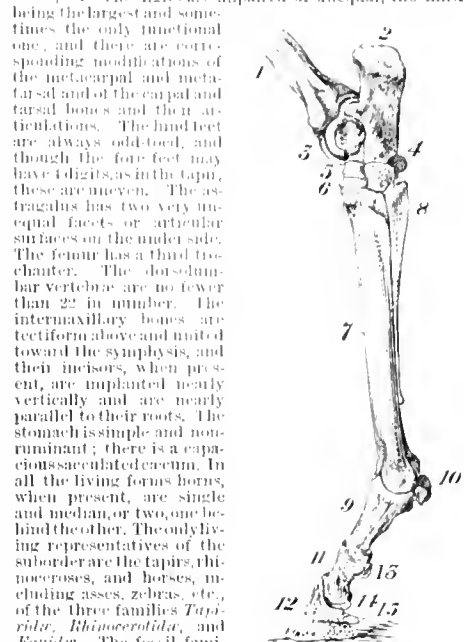 being the largest and some-
times the only functional
one, and there are corre-
sponding modifications of
the metacarpal and meta-
tarsal and of the carpal and
tarsal bones and their ar-
ticulations. The hind feet
are always odd-toed, and
though the fore feet may
have 4 digits, as in the tapir,
these are uneven. The as-
tragalus has two very un-
equal facets or articular
surfaces on the under side.
The femur has a third tro-
chanter. The dorsolum-
bar vertebræ are no fewer
than 22 in number. The
intermaxillary bones are
tectiform above and united
toward the symphysis, and
their incisors, when pres-
ent, are implanted nearly
vertically and are nearly
parallel to their roots. The
stomach is simple and non-
ruminant; there is a capa-
cious sacculated cæcum. In
all the living forms horns,
when present, are single
and median, or two, one be-
hind the other. The only liv-
ing representatives of the
suborder are the tapirs, rhi-
noceroses, and horses, in-
cluding asses, zebras, etc.,
of the three families Tapi-
ridæ, Rhinocerotidæ, and
Equidæ. The fossil fami-
1
2
3
4
5
6
8
7
9
10
11
13
12
14
15